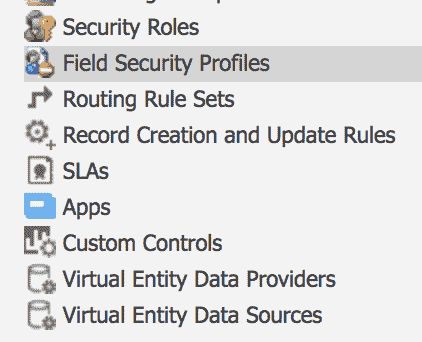 Security Roles
Field Security Profiles
Routing Rule Sets
Record Creation and Update Rules
SLAs
Apps
Custom Controls
Virtual Entity Data Providers
Virtual Entity Data Sources